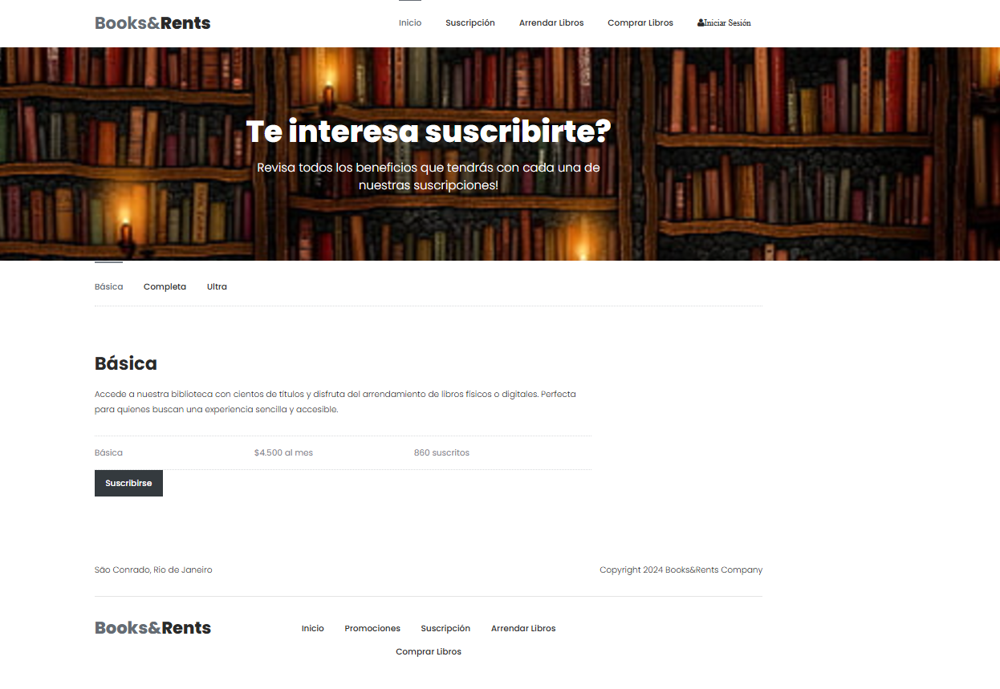 Books&Rents
Inicio Suscripción Arrendar Libros Comprar Libros Iniciar Sesión
Te interesa suscribirte?
Revisa todos los beneficios que tendrás con cada una de
nuestras suscripciones!
Básica Completa Ultra
Básica
Accede a nuestra biblioteca con cientos de títulos y disfruta del arrendamiento de libros físicos o digitales. Perfecta
para quienes buscan una experiencia sencilla y accesible.
Básica $4.500 al mes 860 suscritos
Suscribirse
São Conrado, Rio de Janeiro Copyright 2024 Books&Rents Company
Books&Rents
Inicio Promociones Suscripción Arrendar Libros
Comprar Libros